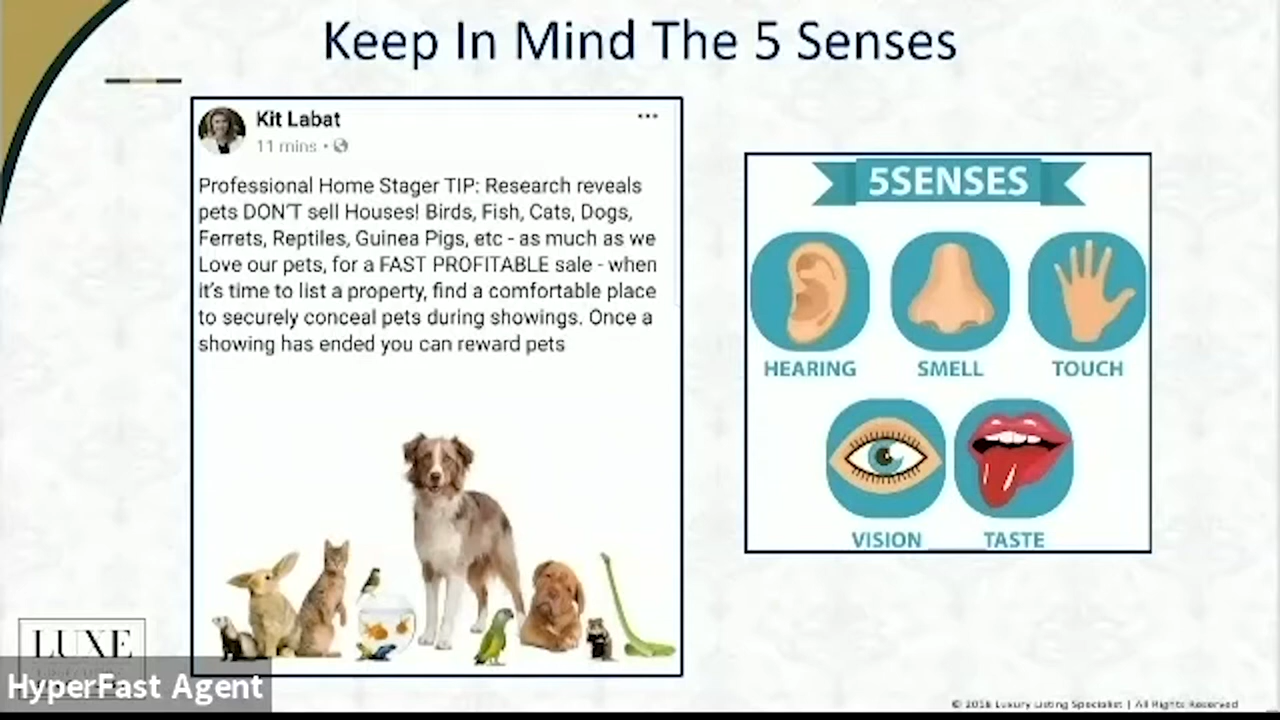 Keep In Mind The 5 Senses
Kit Labat
11 mins •
Professional Home Stager TIP: Research reveals
pets DON'T sell Houses! Birds, Fish, Cats, Dogs,
Ferrets, Reptiles, Guinea Pigs, etc - as much as we
Love our pets, for a FAST PROFITABLE sale - when
it's time to list a property, find a comfortable place
to securely conceal pets during showings. Once a
showing has ended you can reward pets
5SENSES
HEARING SMELL TOUCH
VISION TASTE
LUXE
HyperFast Agent
© 2018 Luxury Listing Specialist | All Rights Reserved